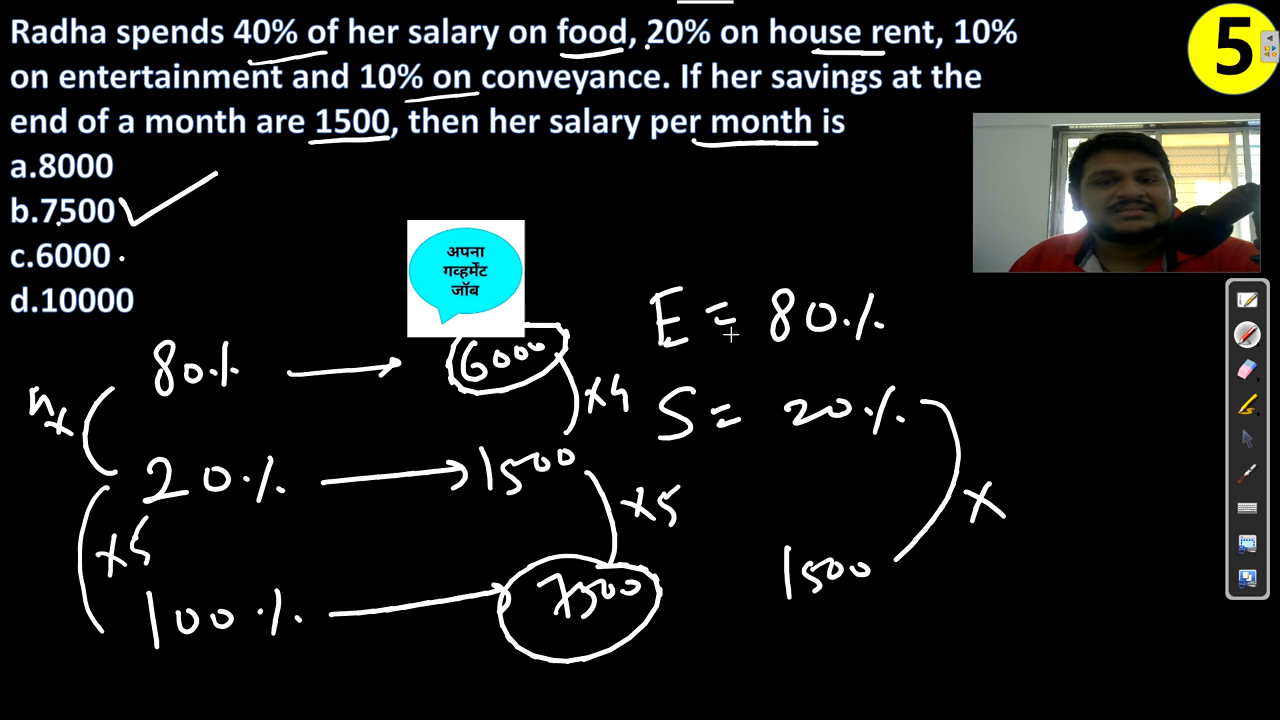 Radha spends 40% of her salary on food, 20% on house rent, 10%
on entertainment and 10% on conveyance. If her savings at the
end of a month are 1500, then her salary per month is
a.8000
b.7500
c.6000
d.10000
5
अपना
गव्हर्मेंट
जॉब
E = 80%
80% 6000
x4
S = 20%
20% 1500
x5 x5
x
1500
100% 7500